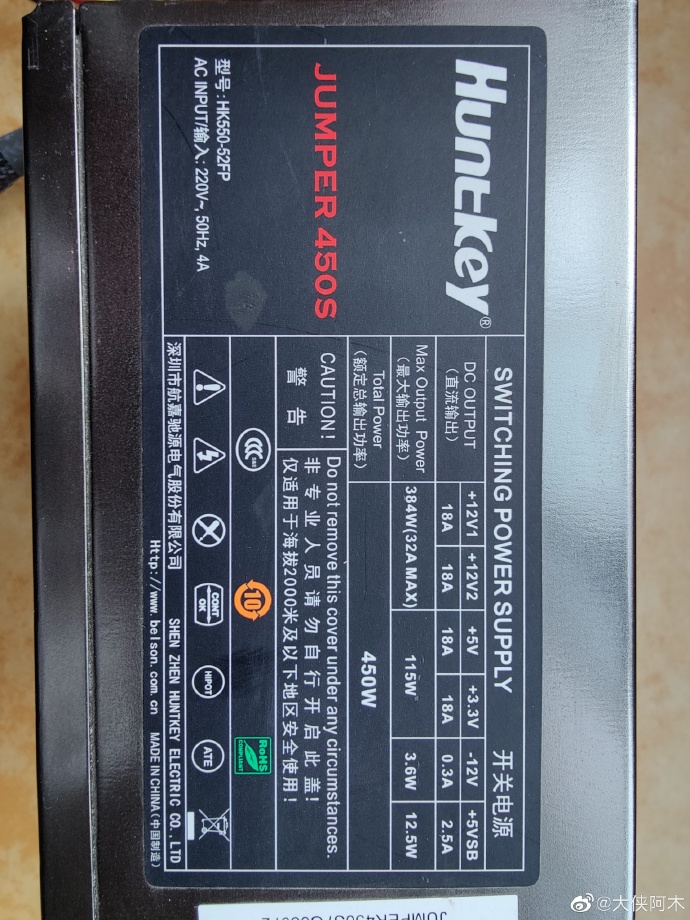 Huntkey®
JUMPER 450S
型号:HK550-52FP
AC INPUT/输入: 220V~, 50Hz, 4A
SWITCHING POWER SUPPLY 开关电源
DC OUTPUT
(直流输出)
+12V1 +12V2 +5V +3.3V -12V +5VSB
18A 18A 18A 18A 0.3A 2.5A
Max Output Power
(最大输出功率)
384W(32A MAX) 115W 3.6W 12.5W
Total Power
(额定总输出功率)
450W
CAUTION!
警告
Do not remove this cover under any circumstances.
非专业人员请勿自行开启此盖!
仅适用于海拔2000米及以下地区安全使用!
CCC
S&E
10
RoHS
COMPLIANT
CONT
OK
HIPOT
ATE
深圳市航嘉驰源电气股份有限公司 SHEN ZHEN HUNTKEY ELECTRIC CO., LTD
Http://www.belson.com.cn MADE IN CHINA(中国制造)
@大侠阿木